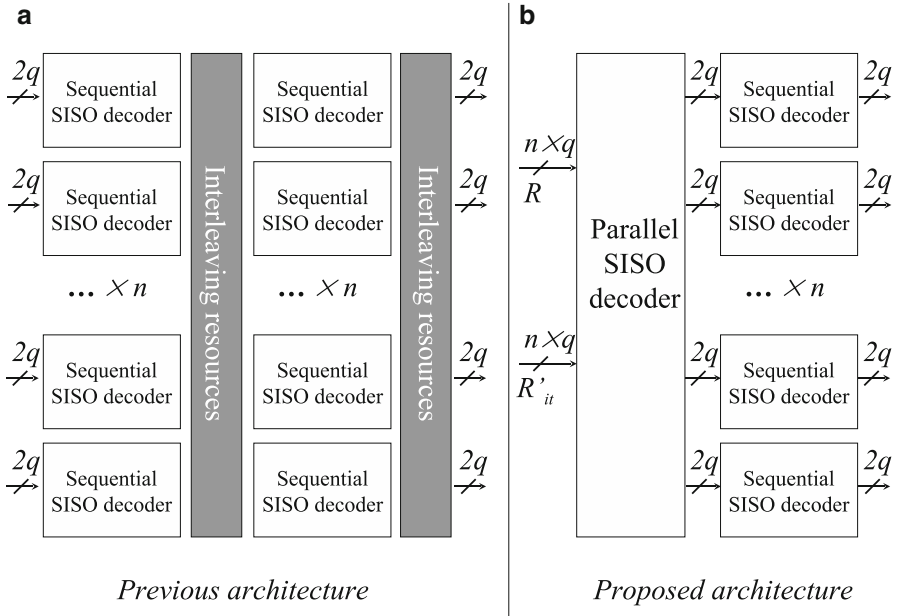 a
2q
Sequential
SISO decoder
2q
Sequential
SISO decoder
... × n
2q
Sequential
SISO decoder
2q
Sequential
SISO decoder
Interleaving resources
Sequential
SISO decoder
Sequential
SISO decoder
... × n
Sequential
SISO decoder
Sequential
SISO decoder
Interleaving resources
2q
2q
2q
2q
Previous architecture
b
n×q
R
n×q
R'it
Parallel
SISO
decoder
2q
Sequential
SISO decoder
2q
2q
Sequential
SISO decoder
2q
... × n
2q
Sequential
SISO decoder
2q
2q
Sequential
SISO decoder
2q
Proposed architecture